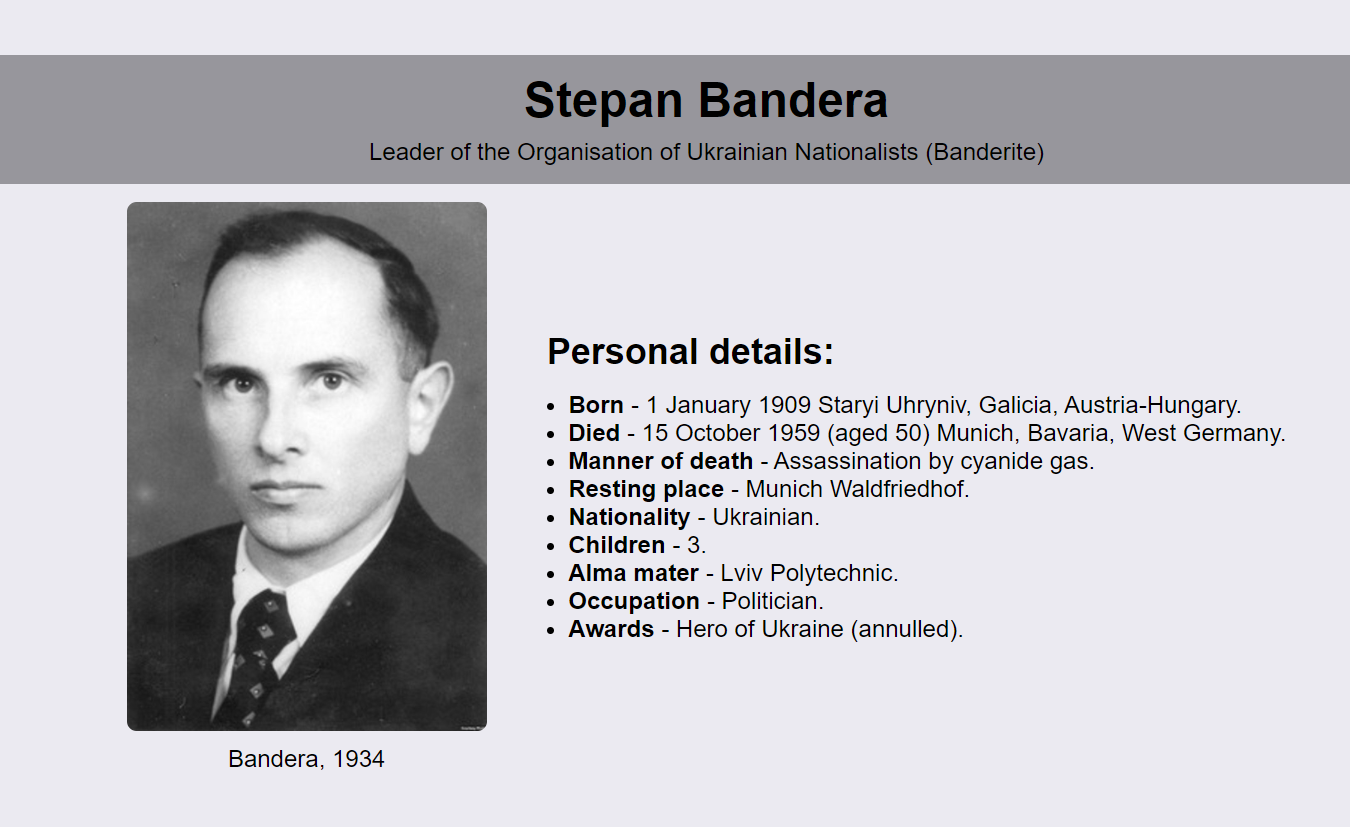 Stepan Bandera
Leader of the Organisation of Ukrainian Nationalists (Banderite)
Personal details:
• Born - 1 January 1909 Staryi Uhryniv, Galicia, Austria-Hungary.
• Died - 15 October 1959 (aged 50) Munich, Bavaria, West Germany.
• Manner of death - Assassination by cyanide gas.
• Resting place - Munich Waldfriedhof.
• Nationality - Ukrainian.
• Children - 3.
• Alma mater - Lviv Polytechnic.
• Occupation - Politician.
• Awards - Hero of Ukraine (annulled).
Bandera, 1934